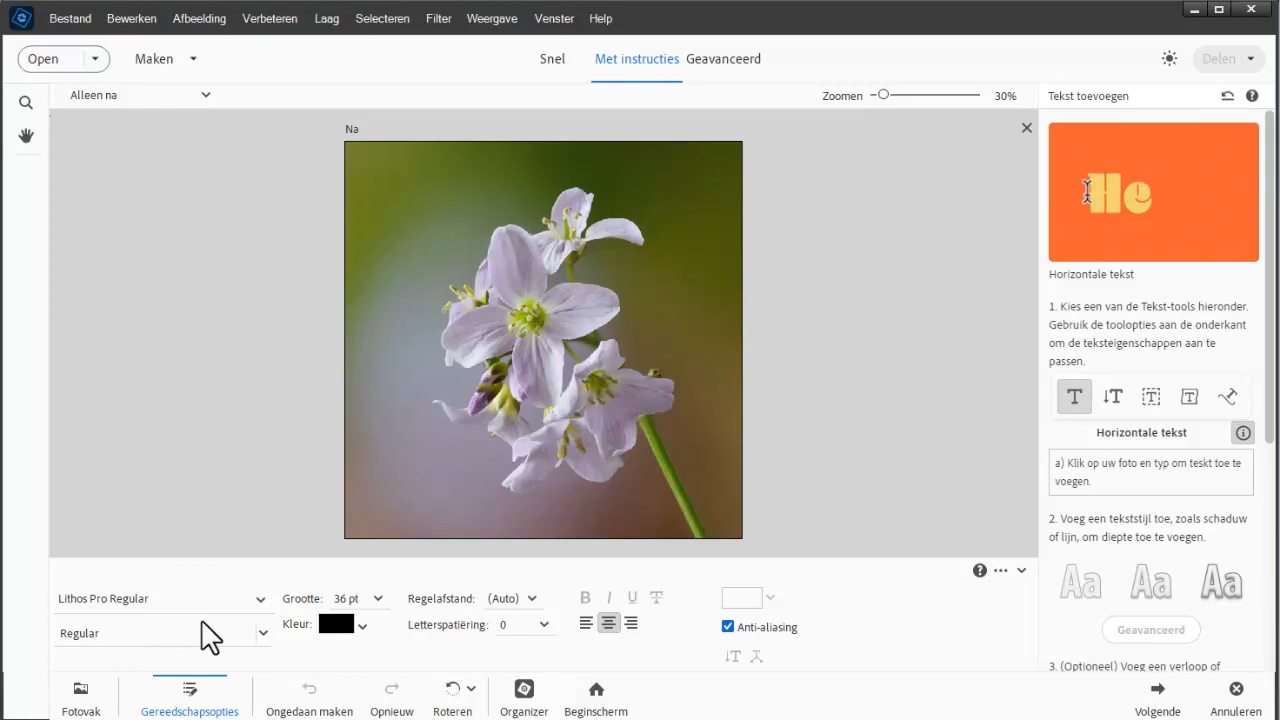 Bestand Bewerken Afbeelding Verbeteren Laag Selecteren Filter Weergave Venster Help
Open Maken Snel Met instructies Geavanceerd Delen
Alleen na Zoomen 30% Tekst toevoegen
Na
He
Horizontale tekst
1. Kies een van de Tekst-tools hieronder.
Gebruik de toolopties aan de onderkant
om de teksteigenschappen aan te
passen.
T T T T
Horizontale tekst
a) Klik op uw foto en typ om teskt toe te
voegen.
2. Voeg een tekststijl toe, zoals schaduw
of lijn, om diepte toe te voegen.
Aa Aa Aa
Geavanceerd
3. (Optioneel) Voeg een verloop of
Lithos Pro Regular Grootte: 36 pt Regelafstand: (Auto) B I U T
Regular Kleur: Letterspatiëring: 0 Anti-aliasing
Fotovak Gereedschapsopties Ongedaan maken Opnieuw Roteren Organizer Beginscherm Volgende Annuleren